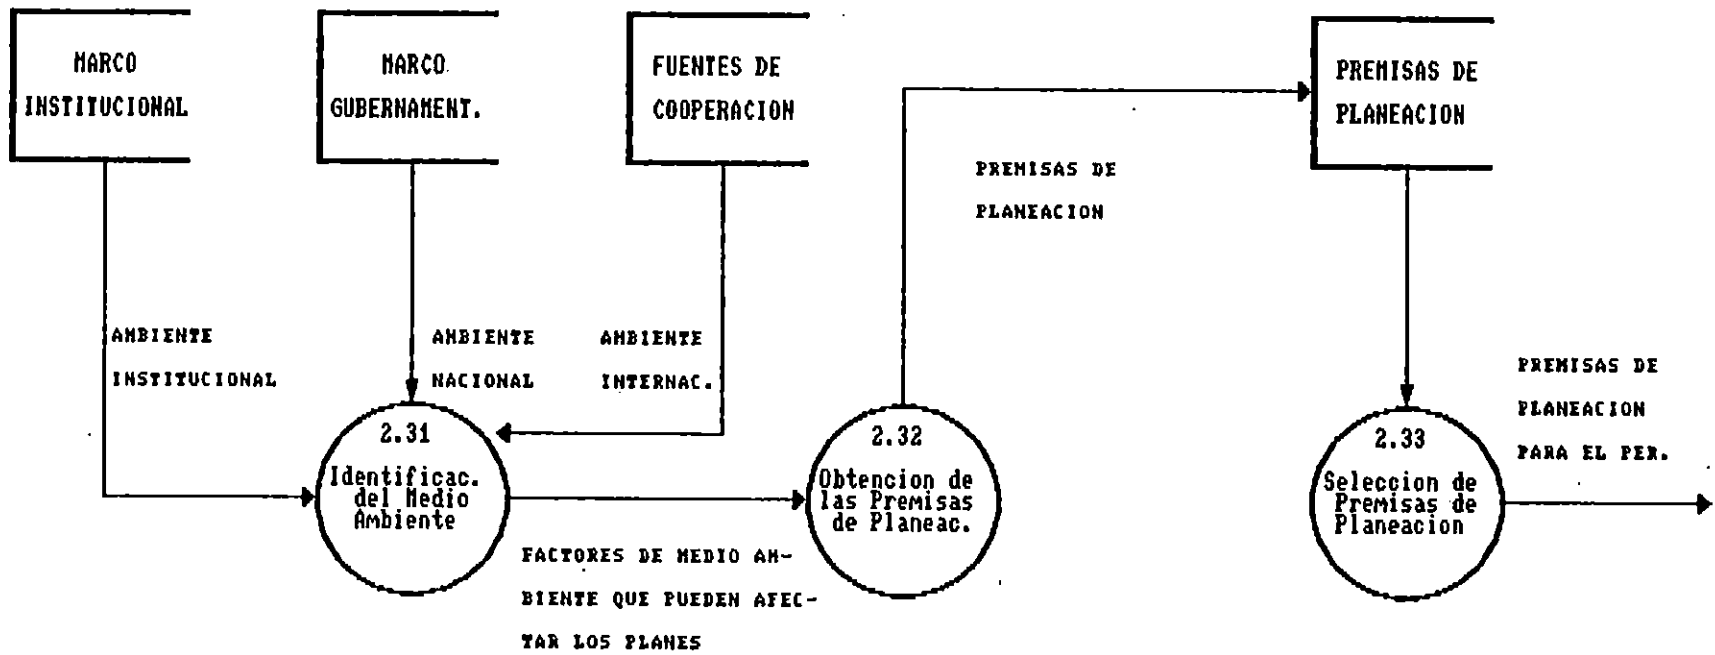 MARCO
INSTITUCIONAL
MARCO
GUBERNAMENT.
FUENTES DE
COOPERACION
PREMISAS DE
PLANEACION
PREMISAS DE
PLANEACION
AMBIENTE
INSTITUCIONAL
AMBIENTE
NACIONAL
AMBIENTE
INTERNAC.
PREMISAS DE
PLANEACION
PARA EL PER.
2.31
Identificac.
del Medio
Ambiente
2.32
Obtencion de
las Premisas
de Planeac.
2.33
Seleccion de
Premisas de
Planeacion
FACTORES DE MEDIO AM-
BIENTE QUE PUEDEN AFEC-
TAR LOS PLANES